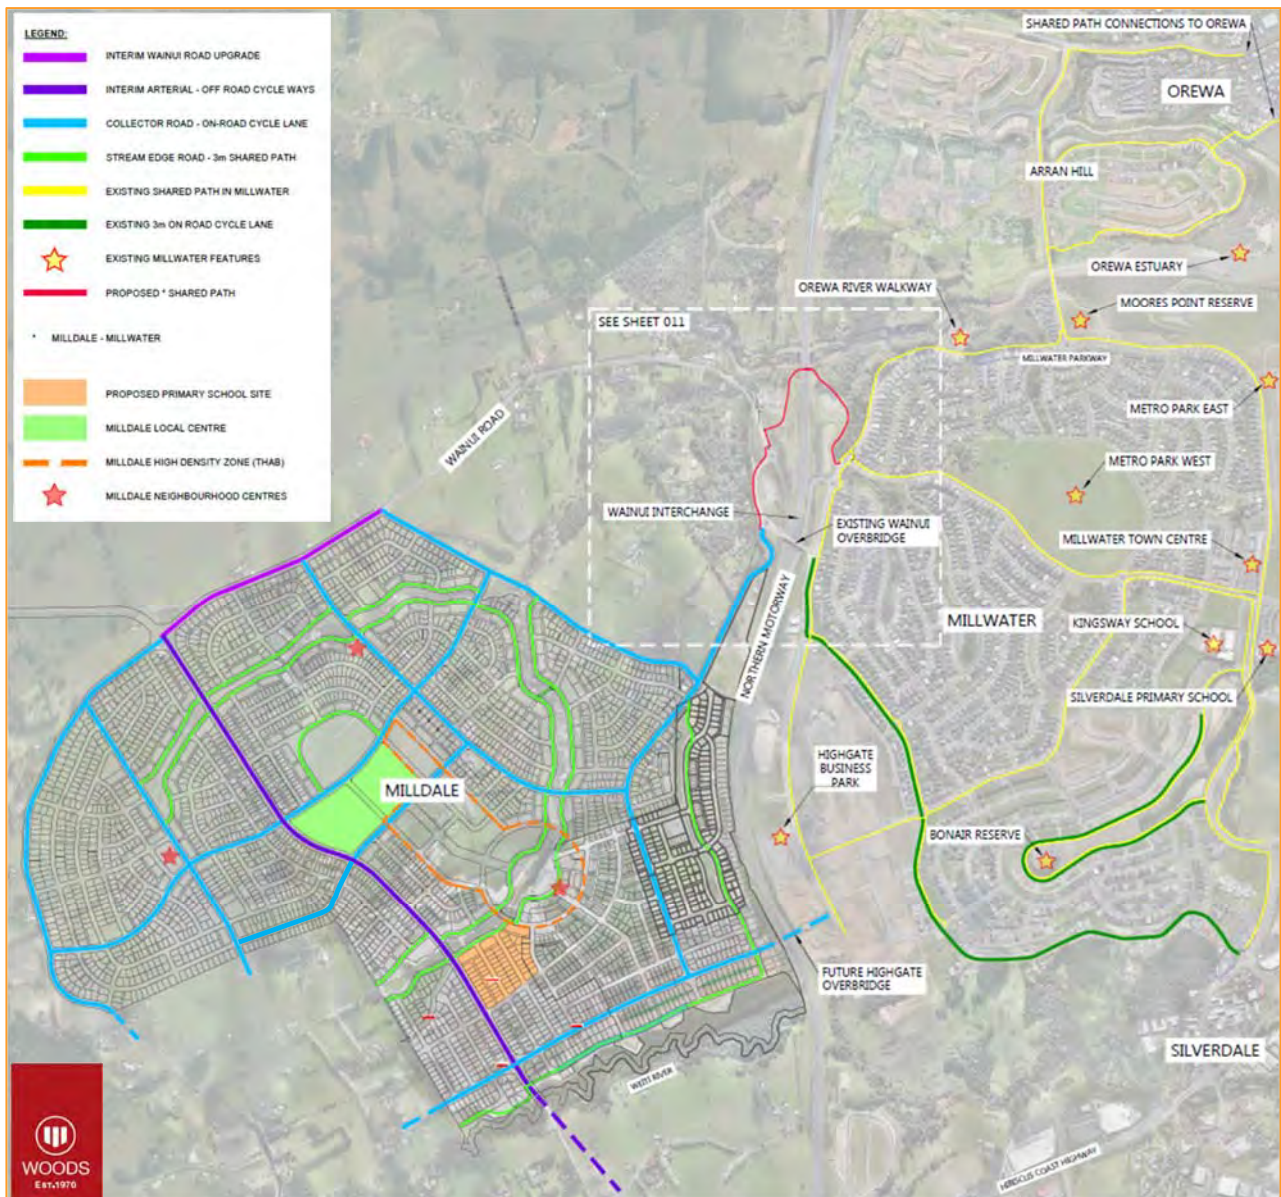 LEGEND:
INTERIM WAINUI ROAD UPGRADE
INTERIM ARTERIAL - OFF ROAD CYCLE WAYS
COLLECTOR ROAD - ON-ROAD CYCLE LANE
STREAM EDGE ROAD - 3m SHARED PATH
EXISTING SHARED PATH IN MILLWATER
EXISTING 3m ON ROAD CYCLE LANE
EXISTING MILLWATER FEATURES
PROPOSED * SHARED PATH
* MILLDALE - MILLWATER
PROPOSED PRIMARY SCHOOL SITE
MILLDALE LOCAL CENTRE
MILLDALE HIGH DENSITY ZONE (THAB)
MILLDALE NEIGHBOURHOOD CENTRES
SHARED PATH CONNECTIONS TO OREWA
OREWA
ARRAN HILL
OREWA ESTUARY
OREWA RIVER WALKWAY
MOORES POINT RESERVE
SEE SHEET 011
MILLWATER PARKWAY
METRO PARK EAST
WAINUI ROAD
METRO PARK WEST
WAINUI INTERCHANGE
EXISTING WAINUI
OVERBRIDGE
MILLWATER TOWN CENTRE
NORTHERN MOTORWAY
MILLWATER
KINGSWAY SCHOOL
SILVERDALE PRIMARY SCHOOL
HIGHGATE
BUSINESS
PARK
MILLDALE
BONAIR RESERVE
FUTURE HIGHGATE
OVERBRIDGE
WEITI RIVER
SILVERDALE
HIBISCUS COAST HIGHWAY
WOODS
EST.1970